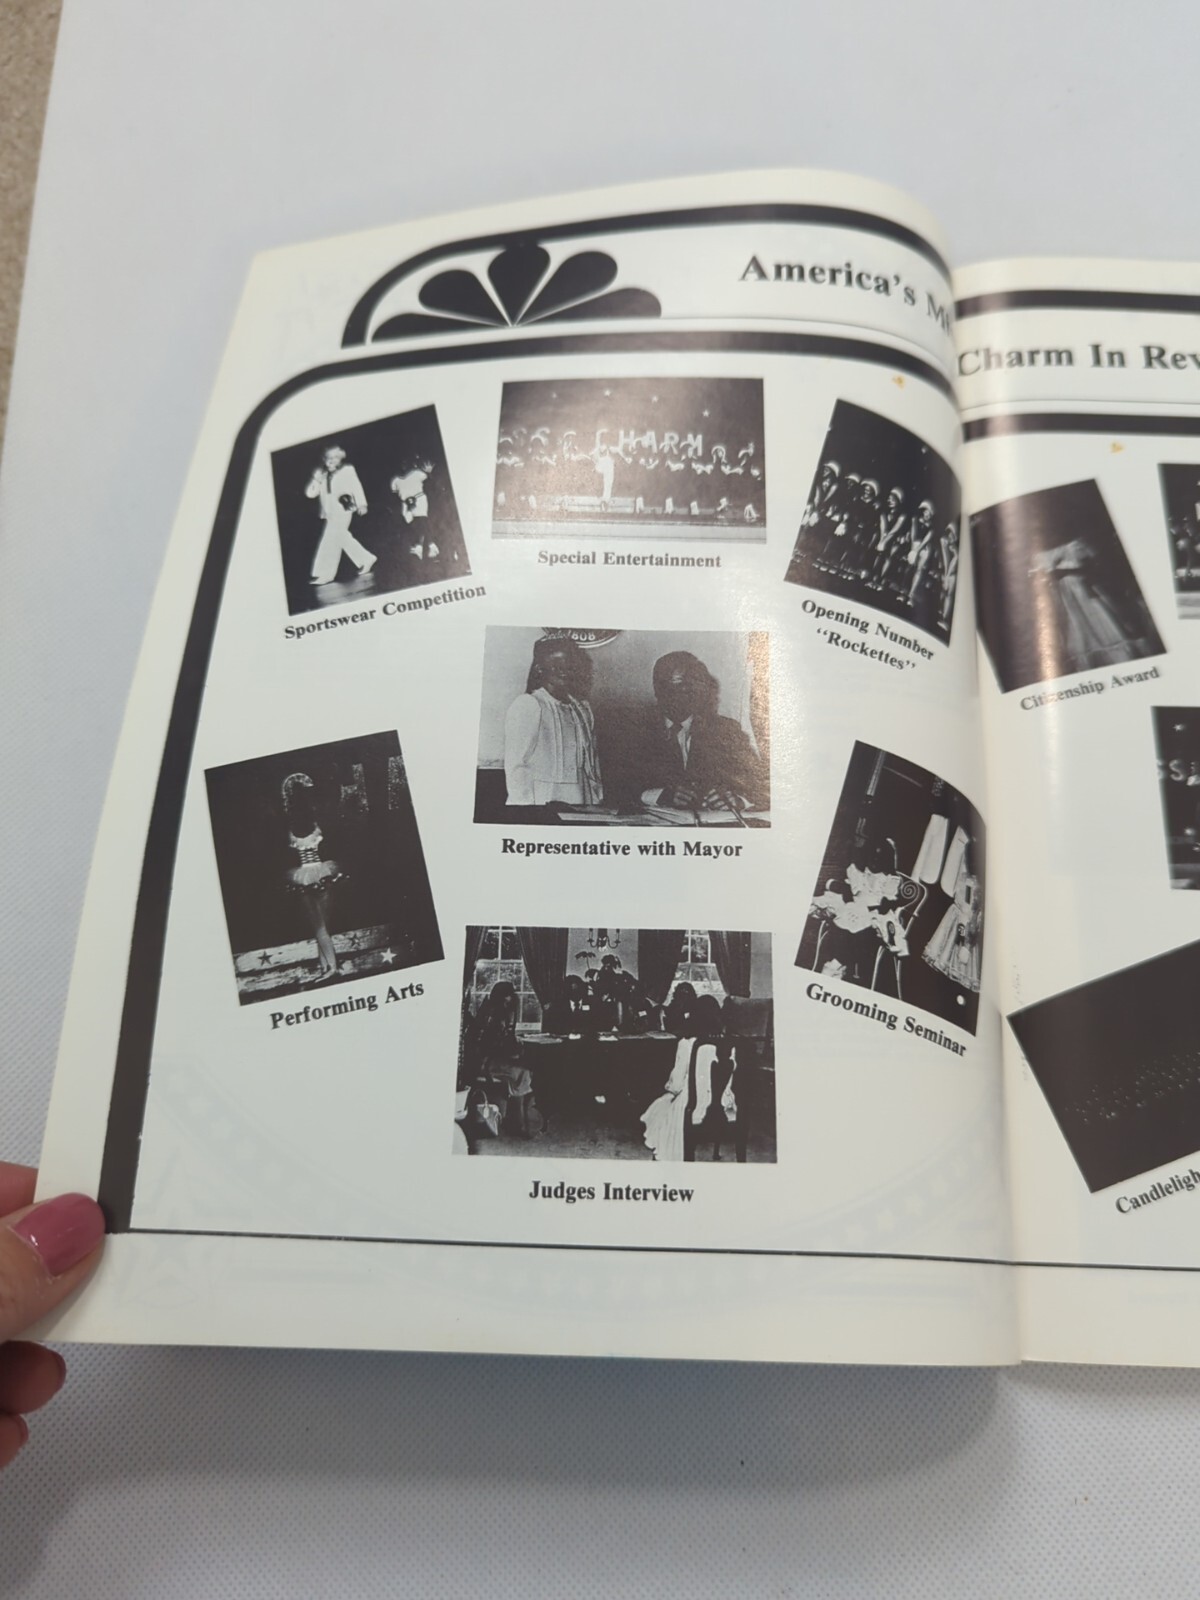 America's
Charm In
CHARM
Special Entertainment
Sportswear Competition
Opening Number
"Rockettes"
Citizenship Award
Representative with Mayor
Performing Arts
Grooming Seminar
Judges Interview